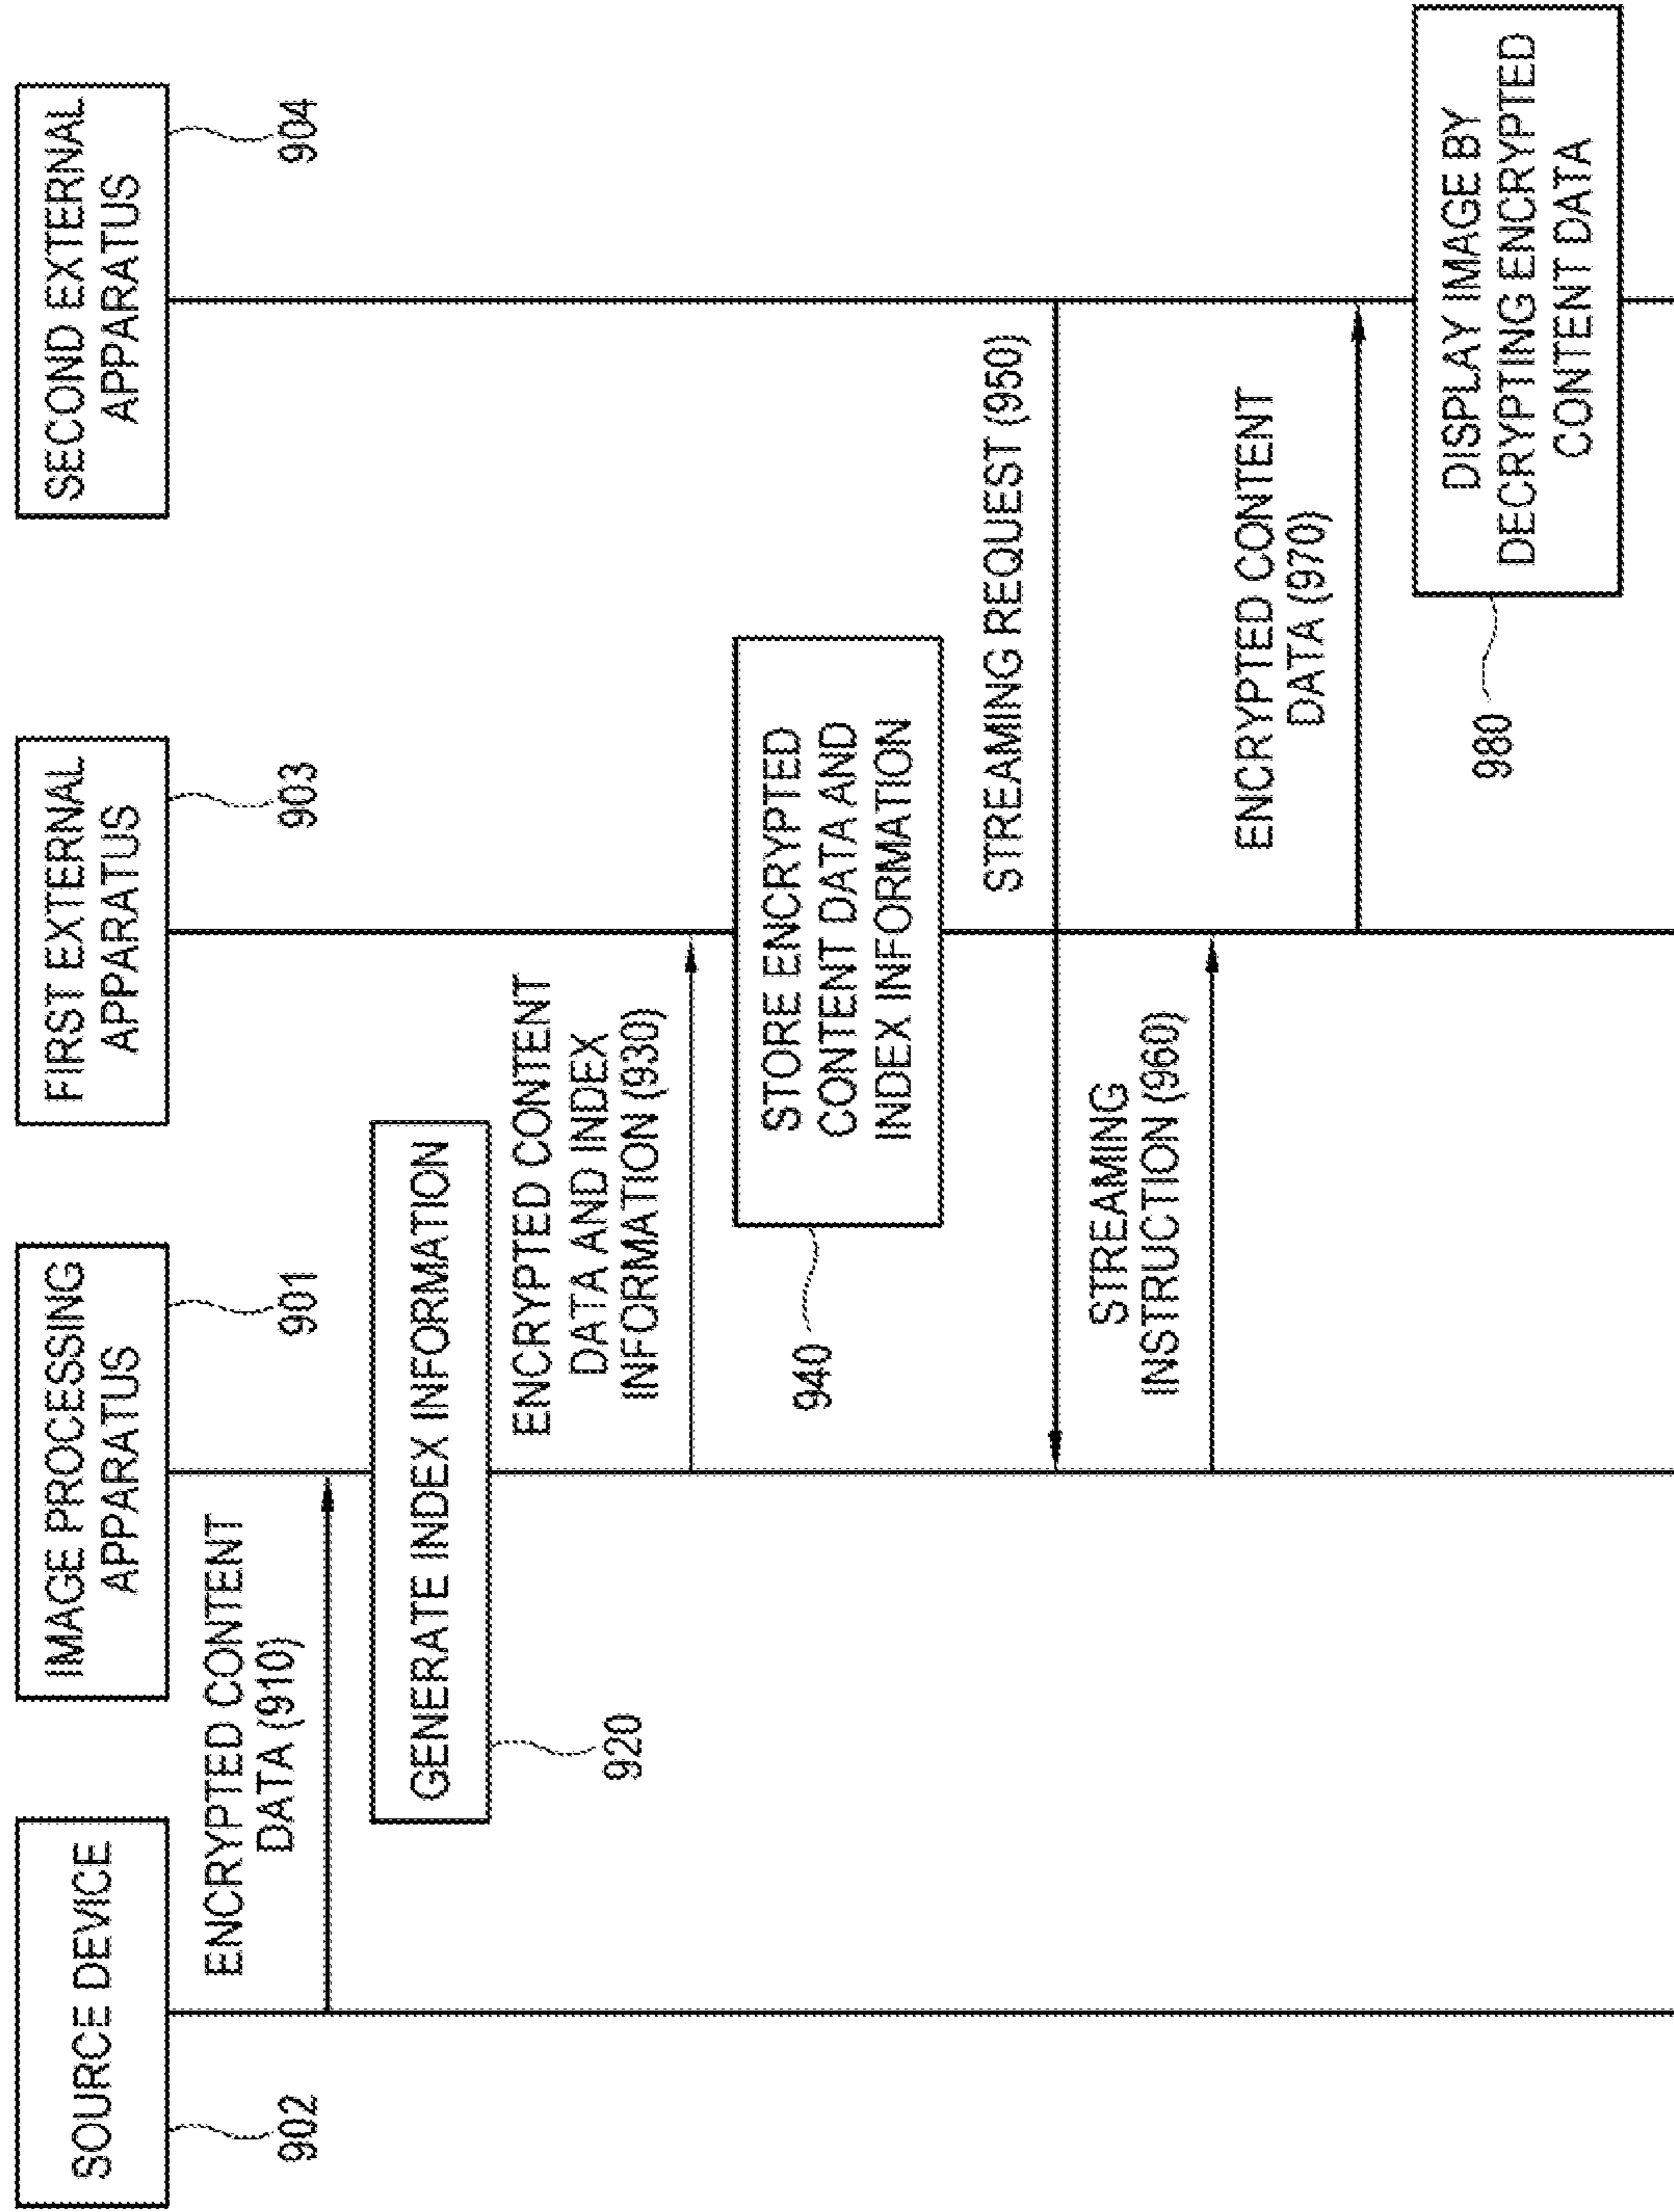 SOURCE DEVICE
902
IMAGE PROCESSING
APPARATUS
901
FIRST EXTERNAL
APPARATUS
903
SECOND EXTERNAL
APPARATUS
904
ENCRYPTED CONTENT
DATA (910)
GENERATE INDEX INFORMATION
920
ENCRYPTED CONTENT
DATA AND INDEX
INFORMATION (930)
STORE ENCRYPTED
CONTENT DATA AND
INDEX INFORMATION
940
STREAMING REQUEST (950)
STREAMING
INSTRUCTION (960)
ENCRYPTED CONTENT
DATA (970)
DISPLAY IMAGE BY
DECRYPTING ENCRYPTED
CONTENT DATA
980